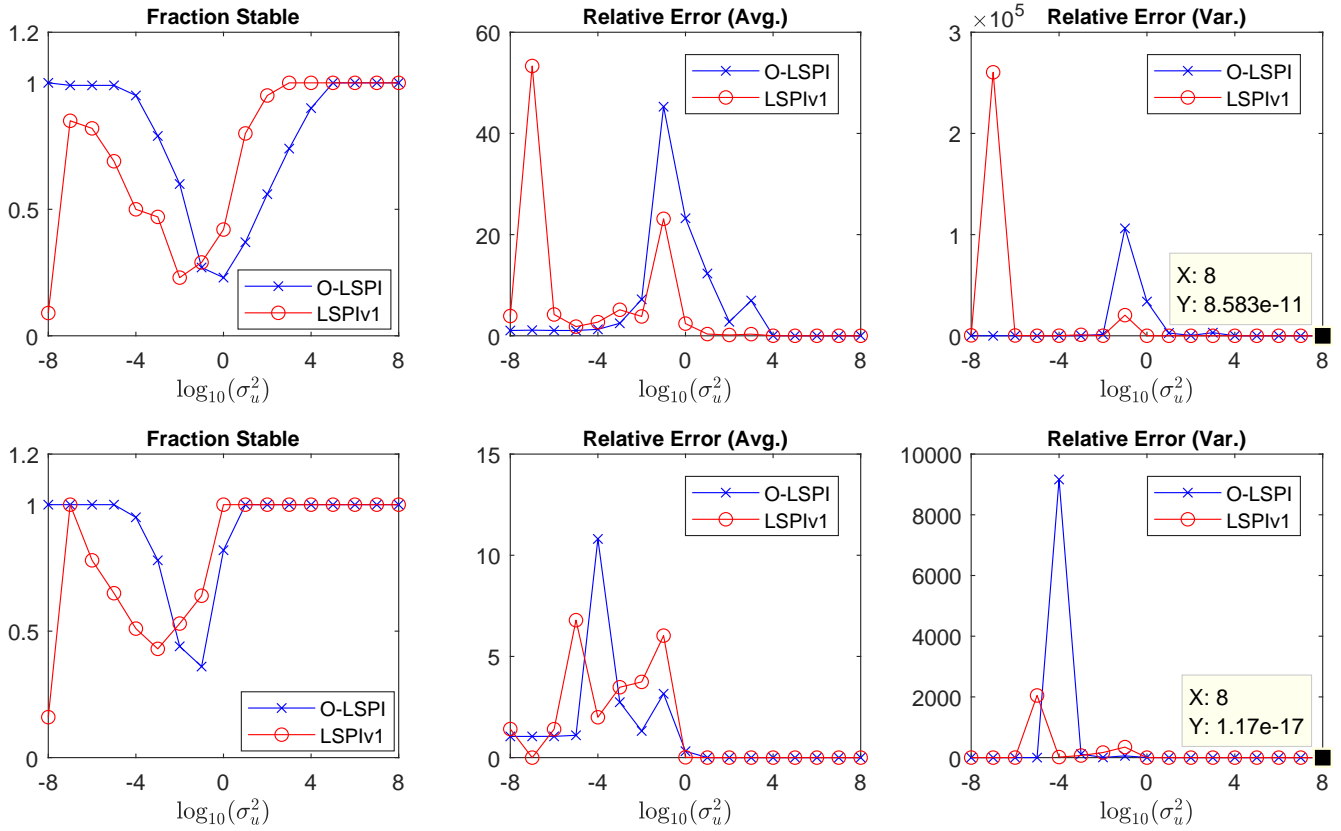 Fraction Stable
1.2
1
0.5
0
-8 -4 0 4 8
log₁₀(σᵤ²)
O-LSPI
LSPIv1
Relative Error (Avg.)
60
40
20
0
-8 -4 0 4 8
log₁₀(σᵤ²)
O-LSPI
LSPIv1
Relative Error (Var.)
×10⁵
3
2
1
0
-8 -4 0 4 8
log₁₀(σᵤ²)
O-LSPI
LSPIv1
X: 8
Y: 8.583e-11
Fraction Stable
1.2
1
0.5
0
-8 -4 0 4 8
log₁₀(σᵤ²)
O-LSPI
LSPIv1
Relative Error (Avg.)
15
10
5
0
-8 -4 0 4 8
log₁₀(σᵤ²)
O-LSPI
LSPIv1
Relative Error (Var.)
10000
8000
6000
4000
2000
0
-8 -4 0 4 8
log₁₀(σᵤ²)
O-LSPI
LSPIv1
X: 8
Y: 1.17e-17